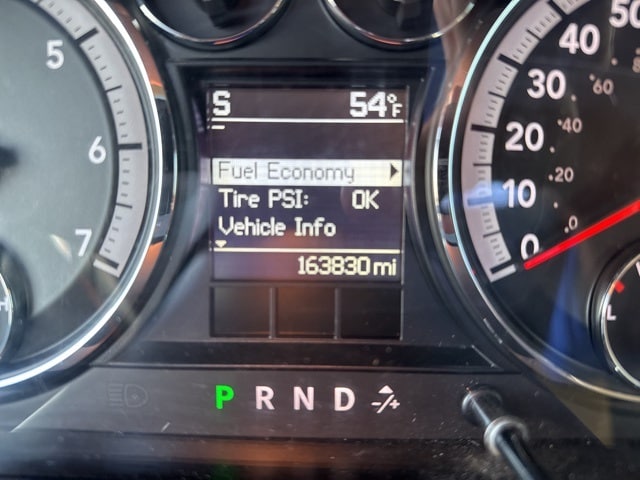 S 54°F
Fuel Economy
Tire PSI: OK
Vehicle Info
163830 mi
P R N D -/+
5
6
7
50
40
30
20
10
0
60
40
20
0
L